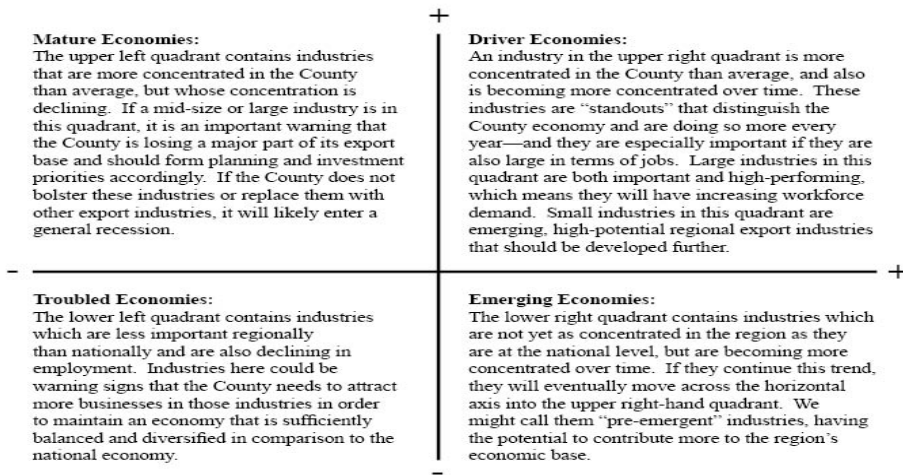 +
Mature Economies:
The upper left quadrant contains industries
that are more concentrated in the County
than average, but whose concentration is
declining.  If a mid-size or large industry is in
this quadrant, it is an important warning that
the County is losing a major part of its export
base and should form planning and investment
priorities accordingly.  If the County does not
bolster these industries or replace them with
other export industries, it will likely enter a
general recession.
Driver Economies:
An industry in the upper right quadrant is more
concentrated in the County than average, and also
is becoming more concentrated over time.  These
industries are “standouts” that distinguish the
County economy and are doing so more every
year—and they are especially important if they are
also large in terms of jobs.  Large industries in this
quadrant are both important and high-performing,
which means they will have increasing workforce
demand.  Small industries in this quadrant are
emerging, high-potential regional export industries
that should be developed further.
-
+
Troubled Economies:
The lower left quadrant contains industries
which are less important regionally
than nationally and are also declining in
employment.  Industries here could be
warning signs that the County needs to attract
more businesses in those industries in order
to maintain an economy that is sufficiently
balanced and diversified in comparison to the
national economy.
Emerging Economies:
The lower right quadrant contains industries which
are not yet as concentrated in the region as they
are at the national level, but are becoming more
concentrated over time.  If they continue this trend,
they will eventually move across the horizontal
axis into the upper right-hand quadrant.  We
might call them “pre-emergent” industries, having
the potential to contribute more to the region’s
economic base.
-